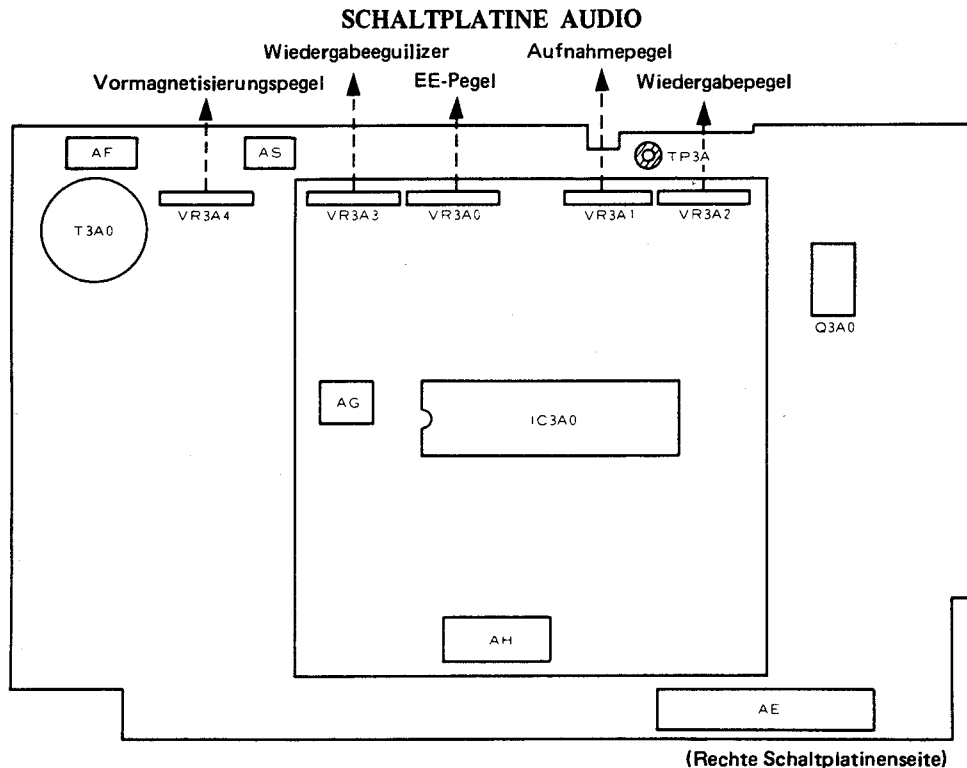 SCHALTPLATINE AUDIO
Wiedergabeeguilizer
Aufnahmepegel
Vormagnetisierungspegel
EE-Pegel
Wiedergabepegel
AF
AS
TP3A
VR3A4
VR3A3
VR3A0
VR3A1
VR3A2
T3A0
Q3A0
AG
IC3A0
AH
AE
(Rechte Schaltplatinenseite)